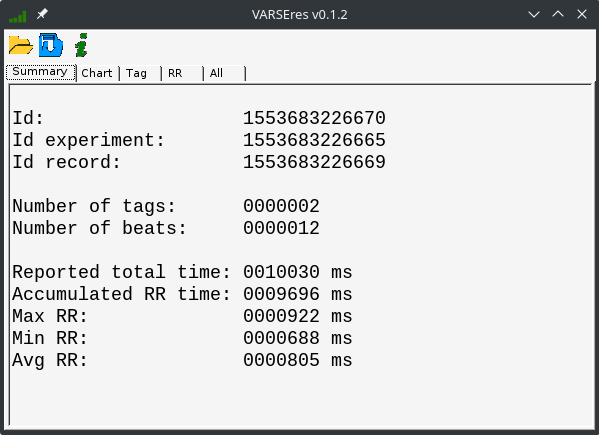 VARSEres v0.1.2
Summary Chart Tag RR All
Id: 1553683226670
Id experiment: 1553683226665
Id record: 1553683226669
Number of tags: 0000002
Number of beats: 0000012
Reported total time: 0010030 ms
Accumulated RR time: 0009696 ms
Max RR: 0000922 ms
Min RR: 0000688 ms
Avg RR: 0000805 ms